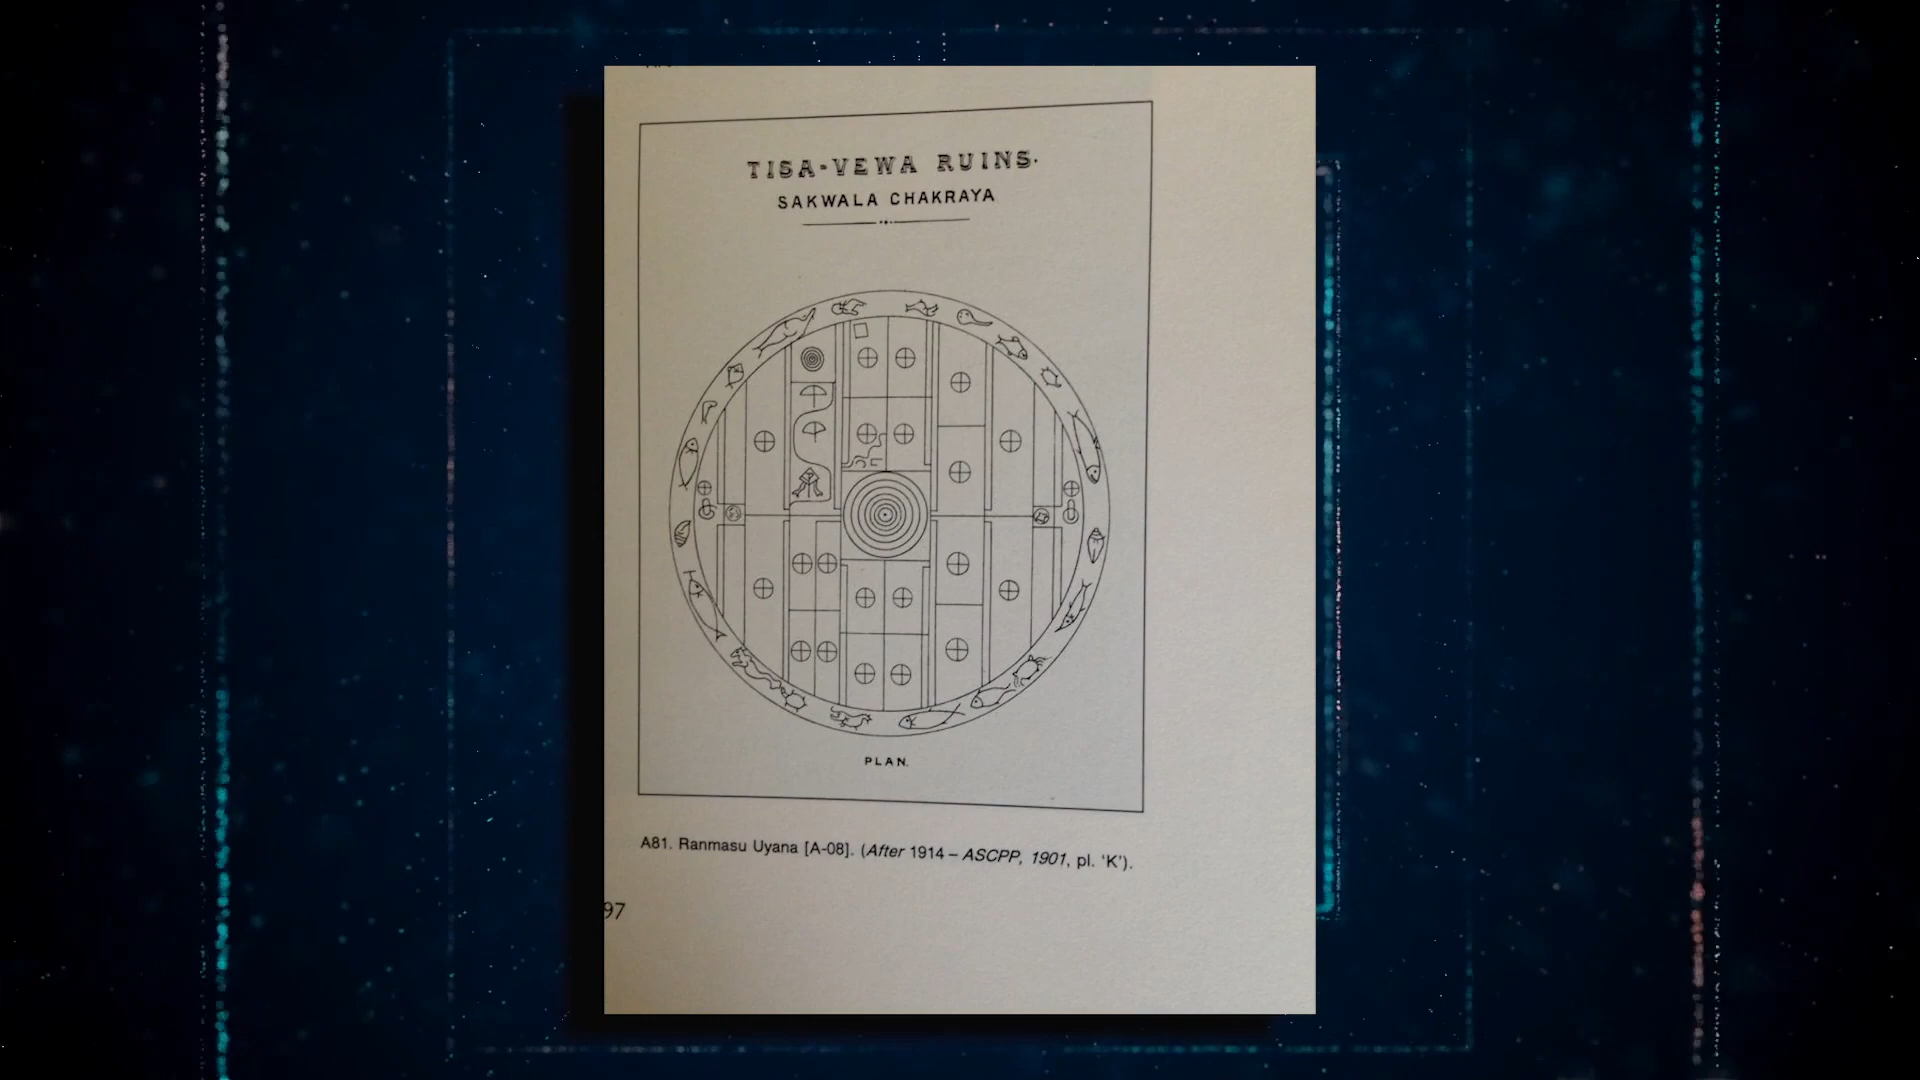 TISA-VEWA RUINS.
SAKWALA CHAKRAYA
PLAN.
A81. Ranmasu Uyana [A-08]. (After 1914 – ASCPP, 1901, pl. ‘K’).
97